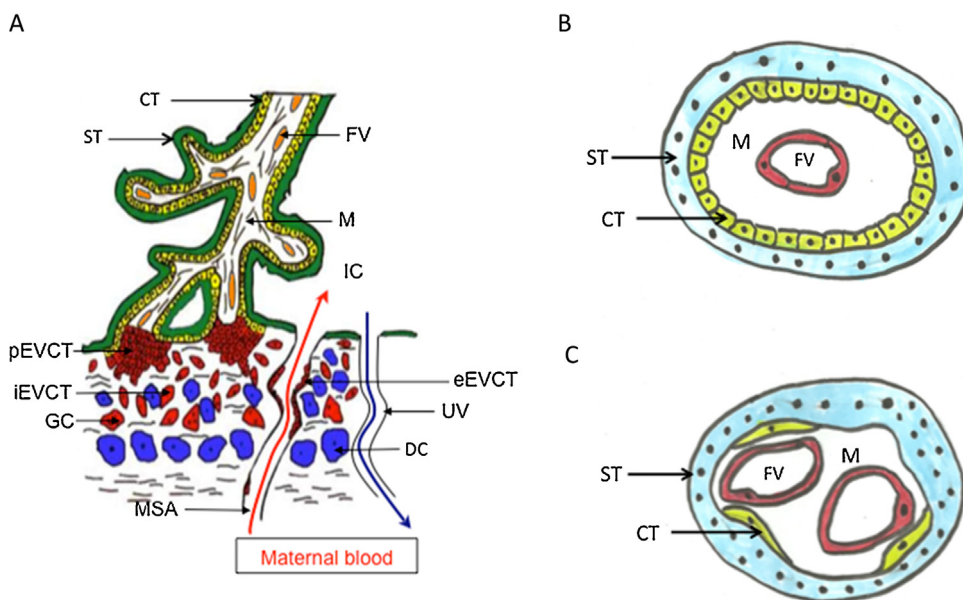 A
CT
ST
FV
M
IC
pEVCT
iEVCT
GC
eEVCT
UV
DC
MSA
Maternal blood
B
M
FV
ST
CT
C
M
FV
ST
CT